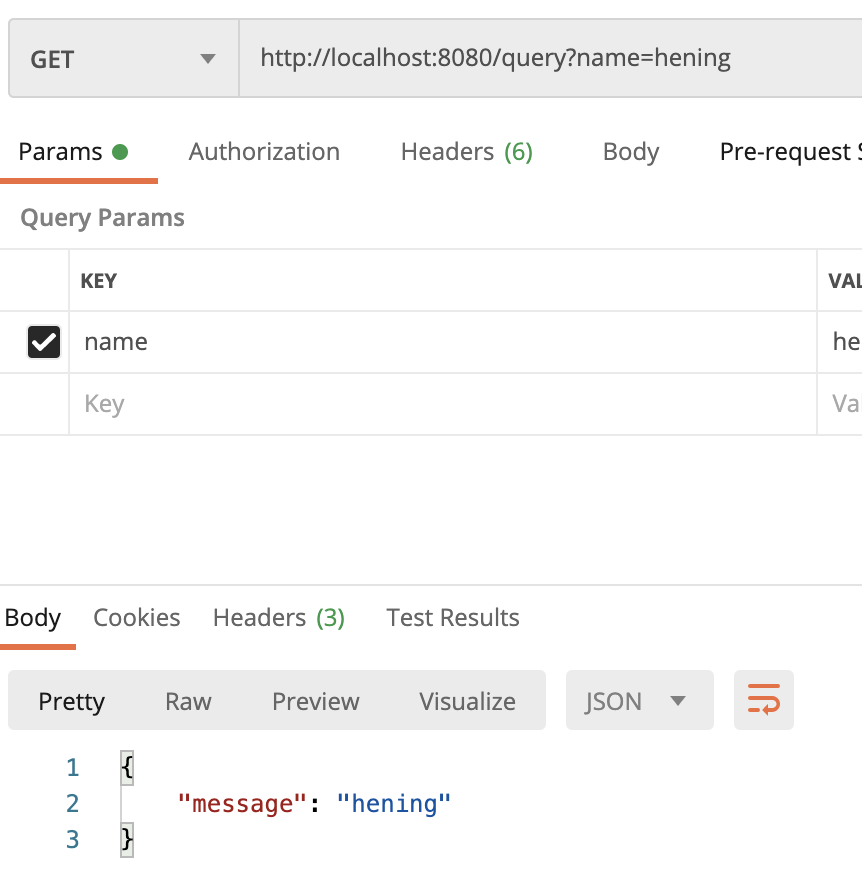 GET http://localhost:8080/query?name=hening
Params Authorization Headers (6) Body Pre-request S
Query Params
KEY VAL
name he
Key Va
Body Cookies Headers (3) Test Results
Pretty Raw Preview Visualize JSON
1 {
2 "message": "hening"
3 }